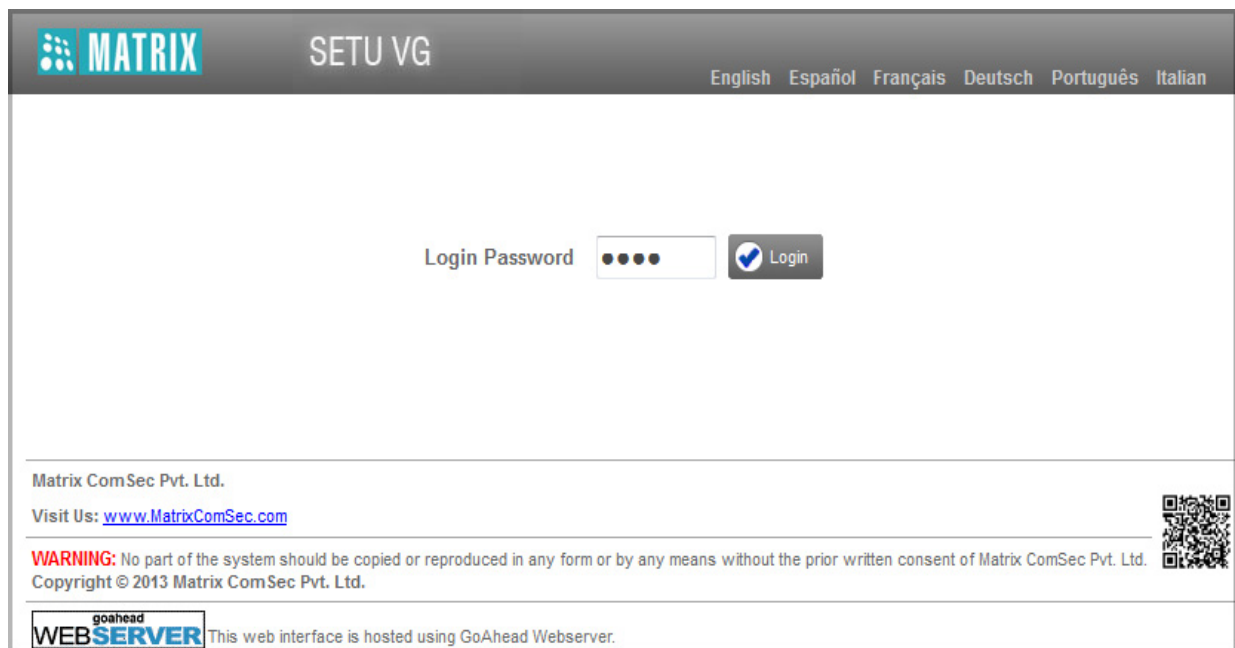 MATRIX SETU VG
English Español Français Deutsch Português Italian
Login Password •••• Login
Matrix ComSec Pvt. Ltd.
Visit Us: www.MatrixComSec.com
WARNING: No part of the system should be copied or reproduced in any form or by any means without the prior written consent of Matrix ComSec Pvt. Ltd.
Copyright © 2013 Matrix ComSec Pvt. Ltd.
goahead
WEBSERVER This web interface is hosted using GoAhead Webserver.